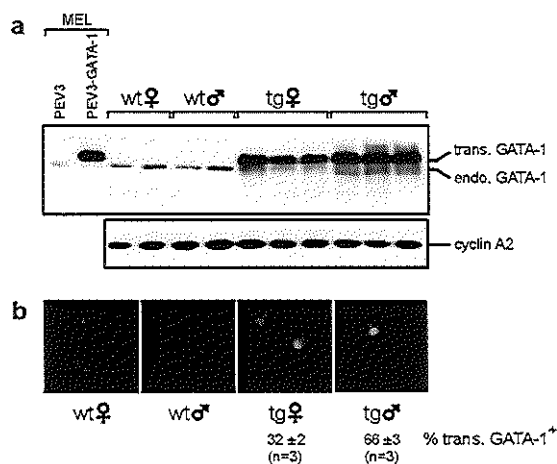 a
MEL
PEV3
PEV3-GATA-1
wt♀ wt♂ tg♀ tg♂
trans. GATA-1
endo. GATA-1
cyclin A2
b
wt♀ wt♂ tg♀ tg♂
32 ±2 66 ±3 % trans. GATA-1+
(n=3) (n=3)